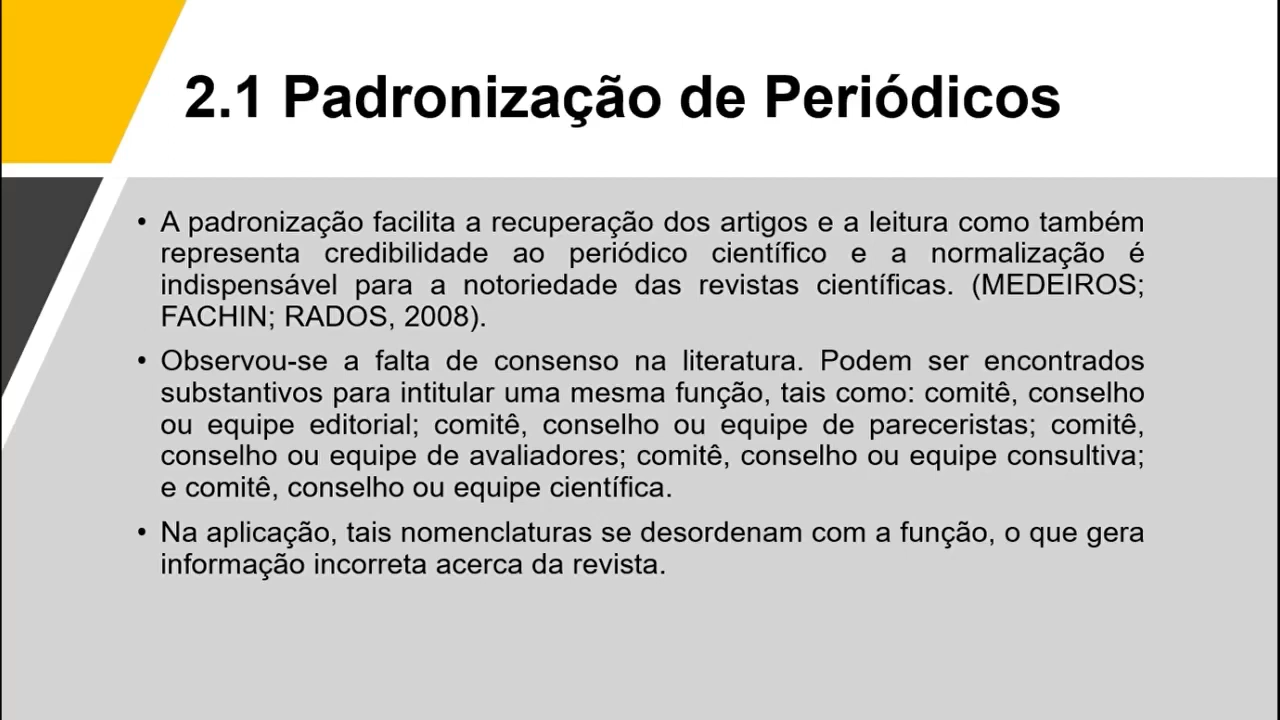 2.1 Padronização de Periódicos
• A padronização facilita a recuperação dos artigos e a leitura como também
representa credibilidade ao periódico científico e a normalização é
indispensável para a notoriedade das revistas científicas. (MEDEIROS;
FACHIN; RADOS, 2008).
• Observou-se a falta de consenso na literatura. Podem ser encontrados
substantivos para intitular uma mesma função, tais como: comitê, conselho
ou equipe editorial; comitê, conselho ou equipe de pareceristas; comitê,
conselho ou equipe de avaliadores; comitê, conselho ou equipe consultiva;
e comitê, conselho ou equipe científica.
• Na aplicação, tais nomenclaturas se desordenam com a função, o que gera
informação incorreta acerca da revista.